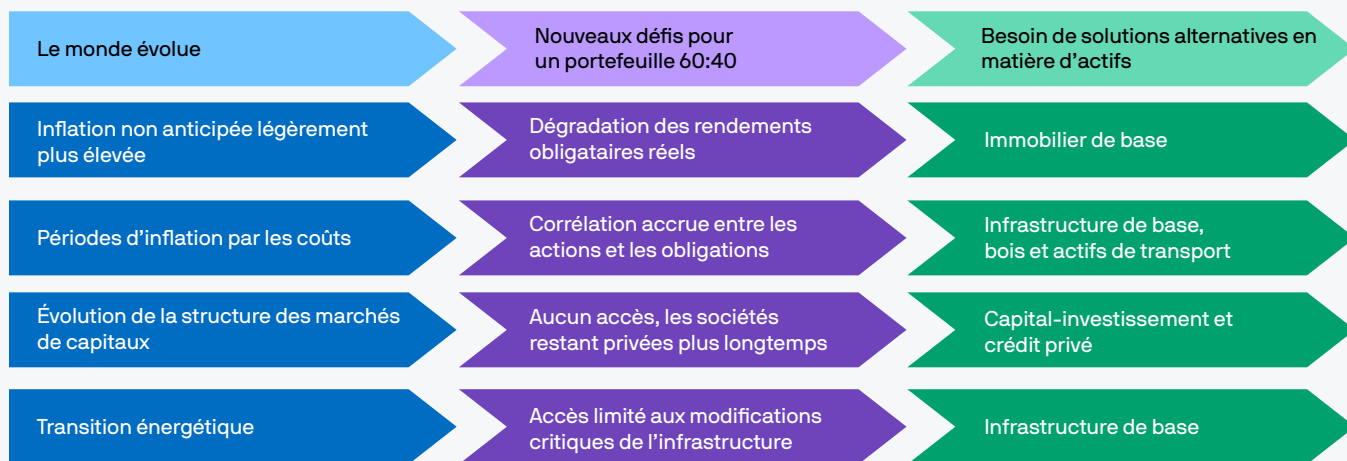 Le monde évolue
Nouveaux défis pour
un portefeuille 60:40
Besoin de solutions alternatives en
matière d'actifs
Inflation non anticipée légèrement
plus élevée
Dégradation des rendements
obligataires réels
Immobilier de base
Périodes d'inflation par les coûts
Corrélation accrue entre les
actions et les obligations
Infrastructure de base,
bois et actifs de transport
Évolution de la structure des marchés
de capitaux
Aucun accès, les sociétés
restant privées plus longtemps
Capital-investissement et
crédit privé
Transition énergétique
Accès limité aux modifications
critiques de l'infrastructure
Infrastructure de base